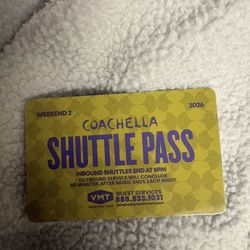 WEEKEND 2
2026
COACHELLA
SHUTTLE PASS
INBOUND SHUTTLES END AT 8PM
OUTBOUND SERVICE WILL CONCLUDE
60 MINUTES AFTER MUSIC ENDS EACH NIGHT
VMT
GUEST SERVICES
888.833.1031